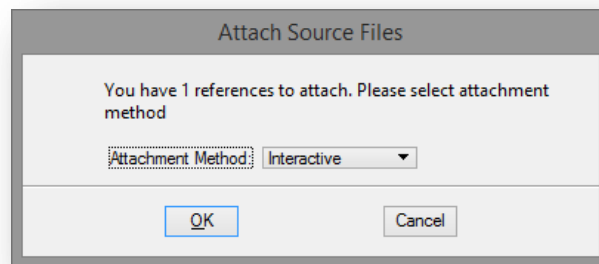 Attach Source Files
You have 1 references to attach. Please select attachment
method
Attachment Method: Interactive
OK Cancel